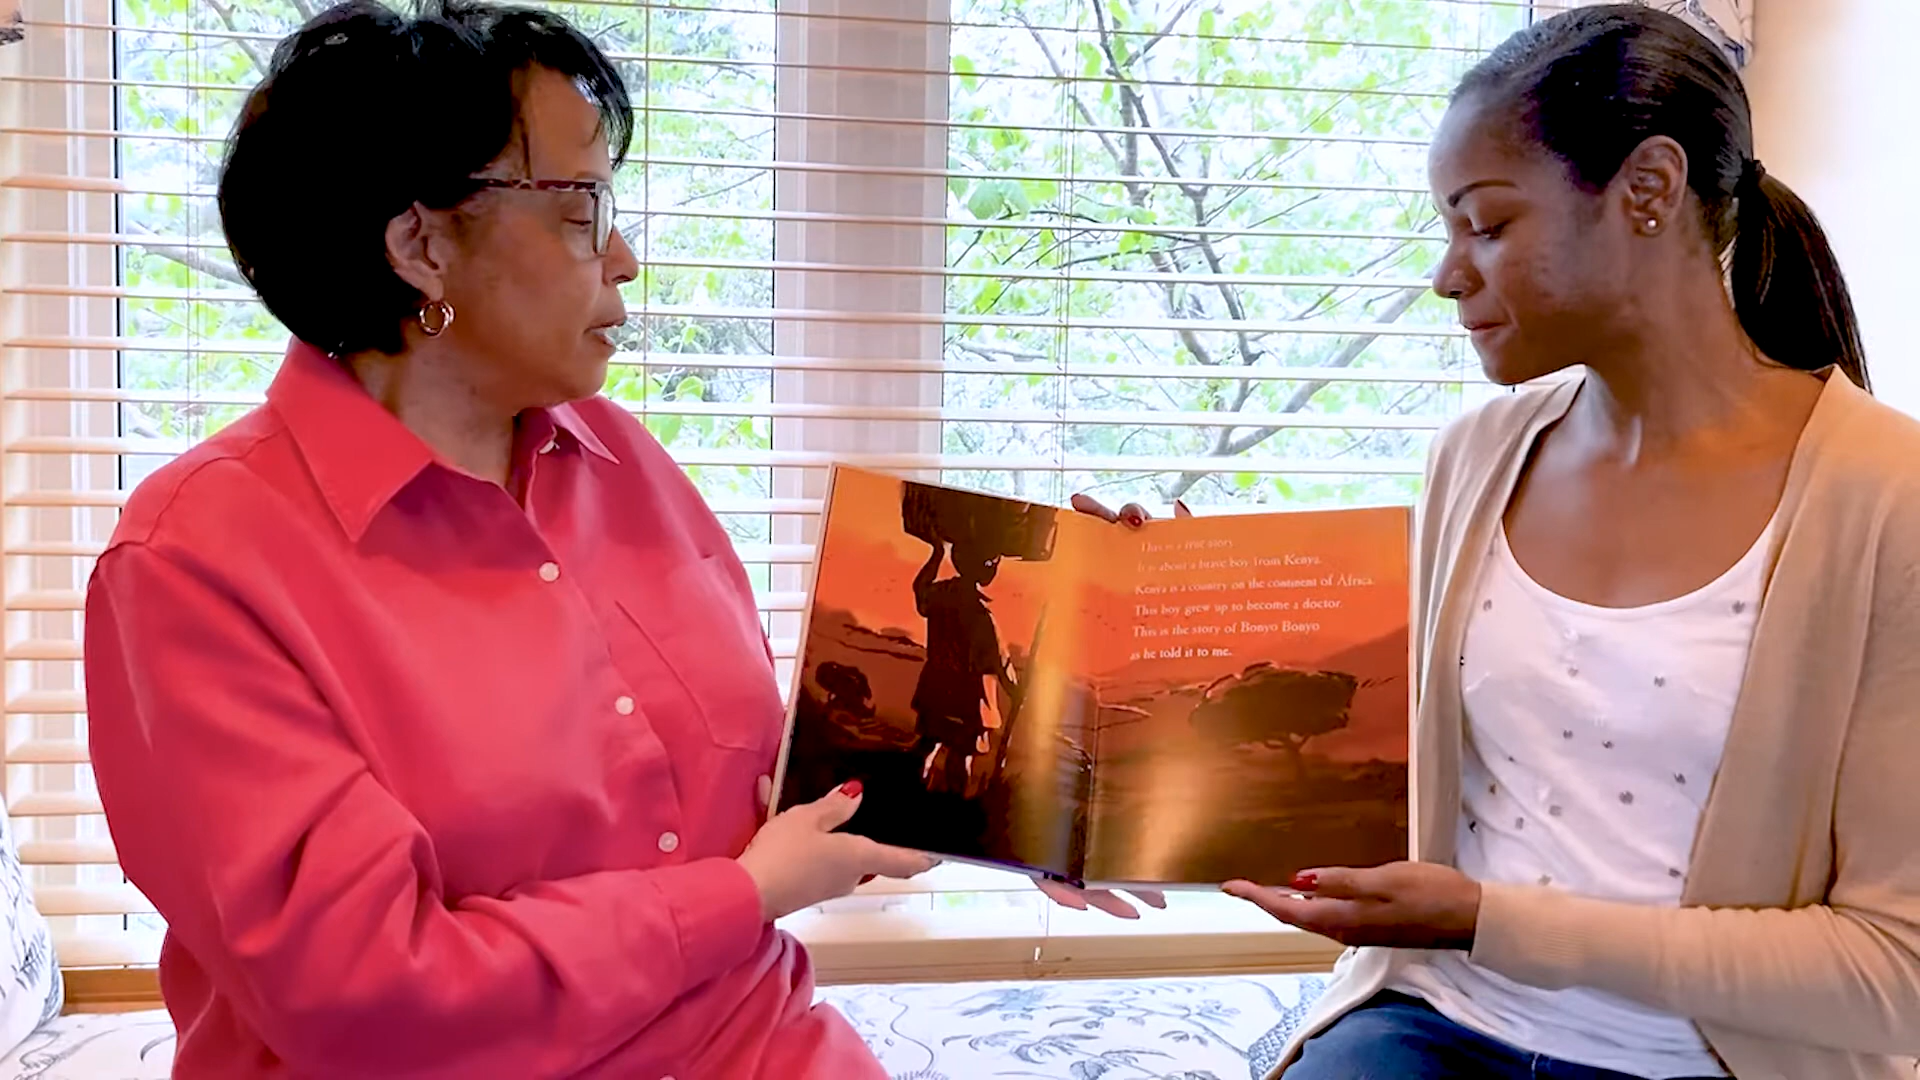 This is a true story.
It is about a brave boy from Kenya.
Kenya is a country on the continent of Africa.
This boy grew up to become a doctor.
This is the story of Bonyo Bonyo
as he told it to me.